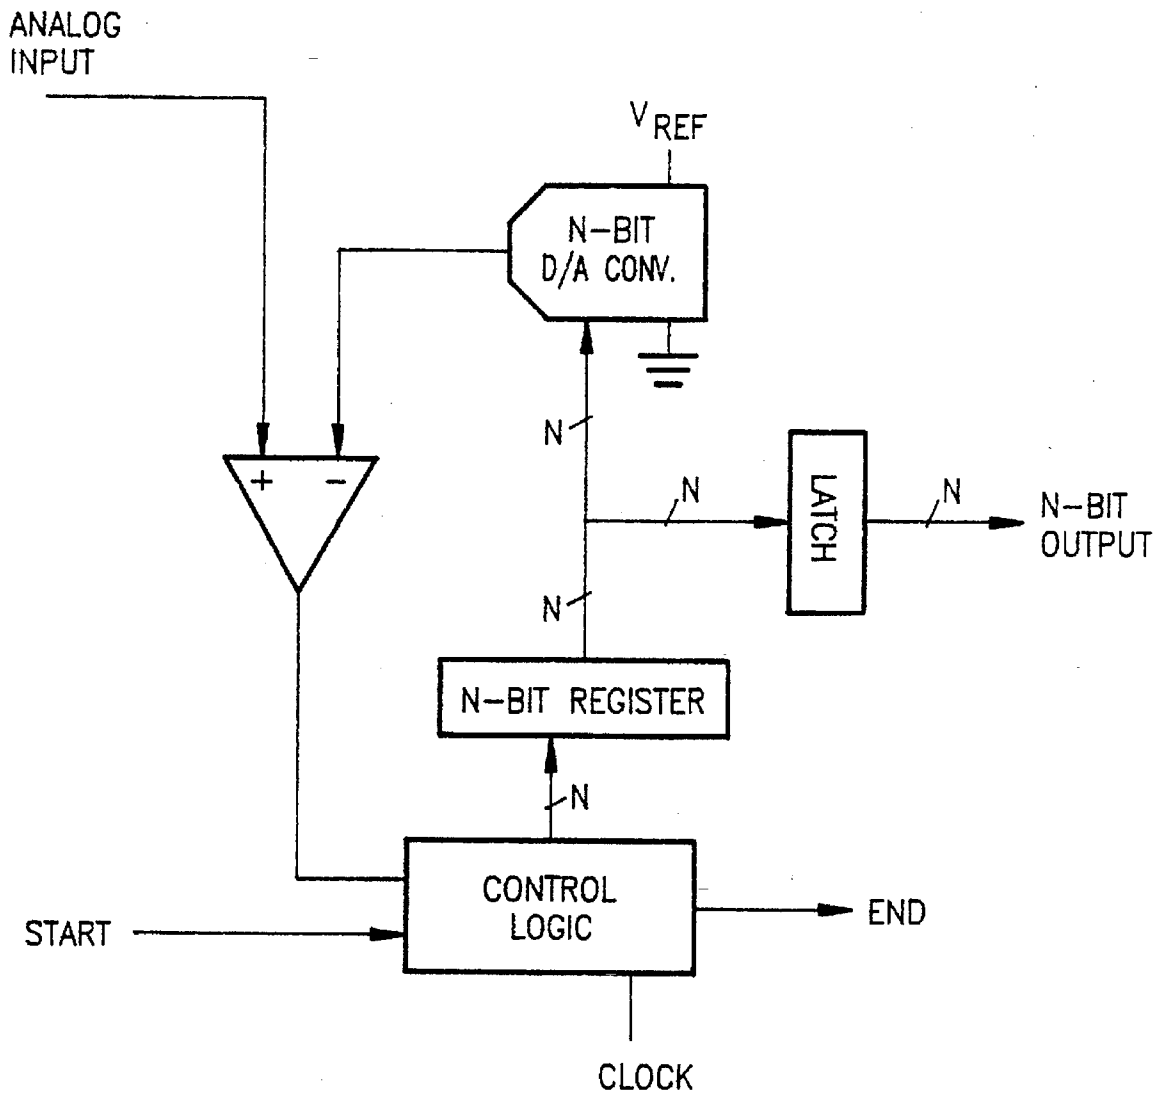 ANALOG
INPUT
V REF
N-BIT
D/A CONV.
N
+ -
N
LATCH
N
N-BIT
OUTPUT
N
N-BIT REGISTER
N
CONTROL
LOGIC
START
END
CLOCK